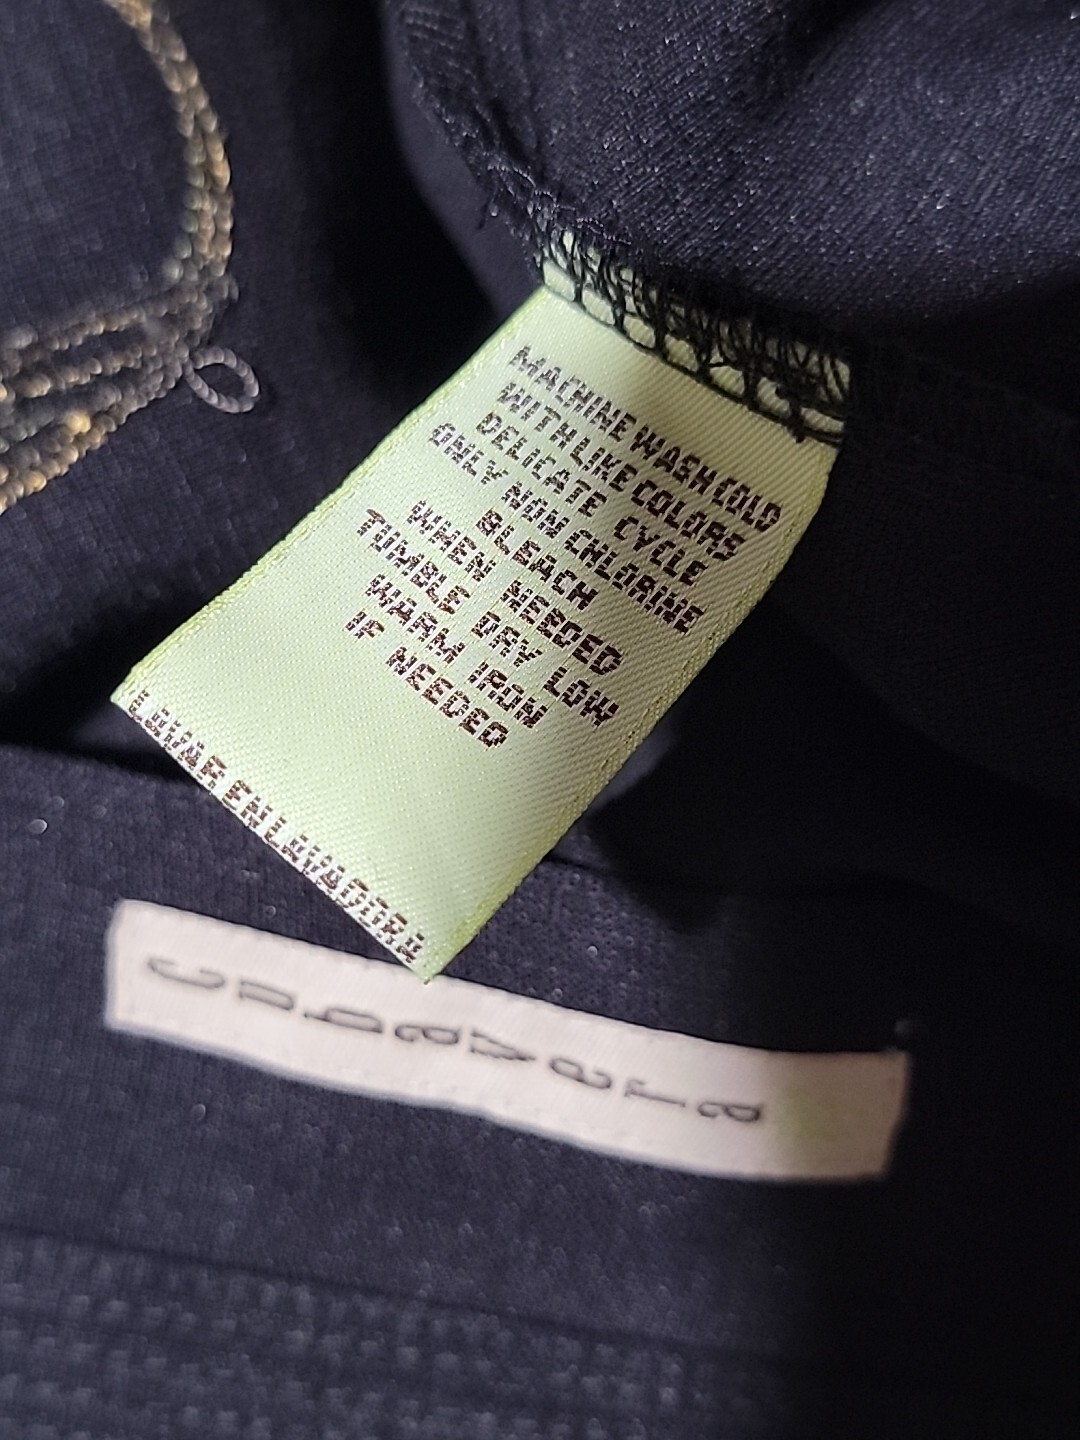 MACHINE WASH COLD
WITH LIKE COLORS
DELICATE CYCLE
ONLY NON CHLORINE
BLEACH
WHEN NEEDED
TUMBLE DRY LOW
WARM IRON
IF NEEDED
LAVAR EN LAVADORA
Cubavera